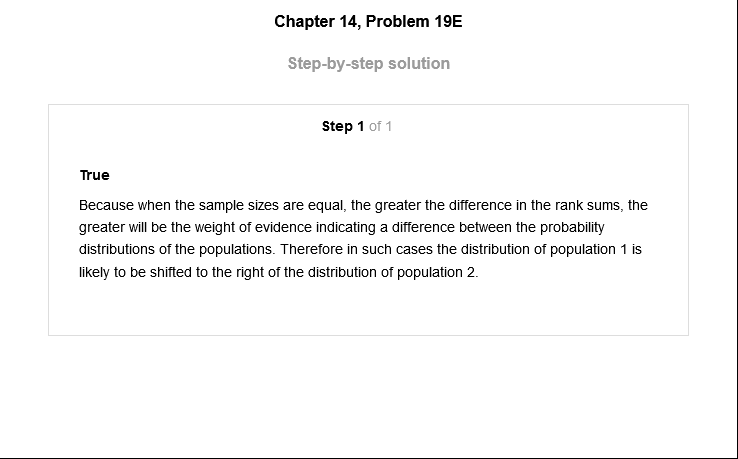 Chapter 14, Problem 19E
Step-by-step solution
Step 1 of 1
True
Because when the sample sizes are equal, the greater the difference in the rank sums, the
greater will be the weight of evidence indicating a difference between the probability
distributions of the populations. Therefore in such cases the distribution of population 1 is
likely to be shifted to the right of the distribution of population 2.